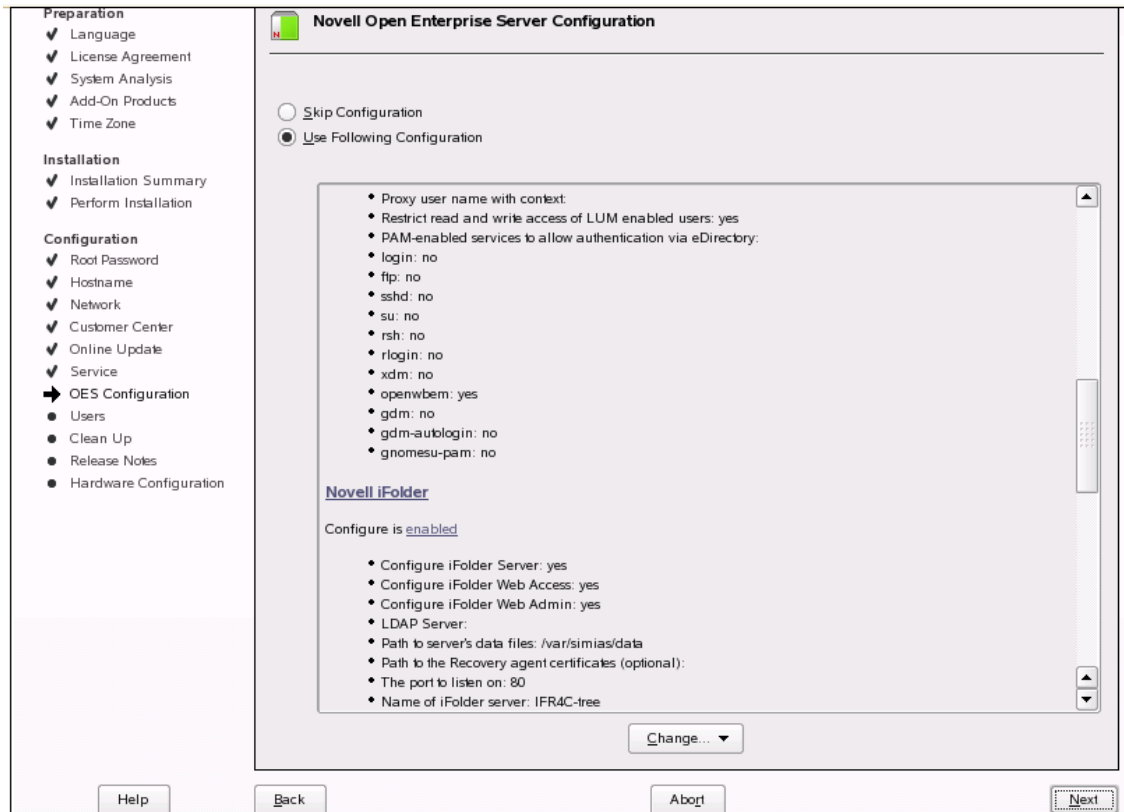 Preparation
Language
License Agreement
System Analysis
Add-On Products
Time Zone
Installation
Installation Summary
Perform Installation
Configuration
Root Password
Hostname
Network
Customer Center
Online Update
Service
OES Configuration
Users
Clean Up
Release Notes
Hardware Configuration
N
Novell Open Enterprise Server Configuration
Skip Configuration
Use Following Configuration
Proxy user name with context:
Restrict read and write access of LUM enabled users: yes
PAM-enabled services to allow authentication via eDirectory:
login: no
ftp: no
sshd: no
su: no
rsh: no
rlogin: no
xdm: no
openwbem: yes
gdm: no
gdm-autologin: no
gnomesu-pam: no
Novell iFolder
Configure is enabled
Configure iFolder Server: yes
Configure iFolder Web Access: yes
Configure iFolder Web Admin: yes
LDAP Server:
Path to server's data files: /var/simias/data
Path to the Recovery agent certificates (optional):
The port to listen on: 80
Name of iFolder server: IFR4C-tree
Change...
Help
Back
Abort
Next